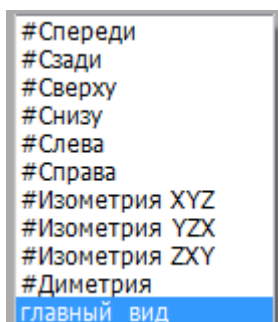 #Спереди
#Сзади
#Сверху
#Снизу
#Слева
#Справа
#Изометрия XYZ
#Изометрия YZX
#Изометрия ZXY
#Диметрия
главный вид